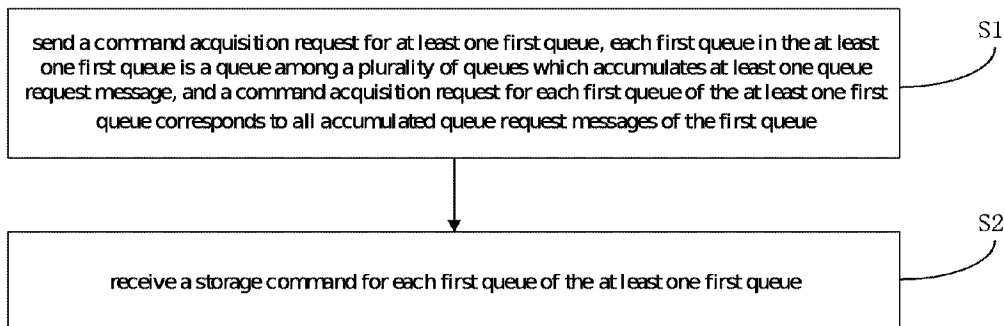 send a command acquisition request for at least one first queue, each first queue in the at least
one first queue is a queue among a plurality of queues which accumulates at least one queue
request message, and a command acquisition request for each first queue of the at least one first
queue corresponds to all accumulated queue request messages of the first queue
S1
receive a storage command for each first queue of the at least one first queue
S2